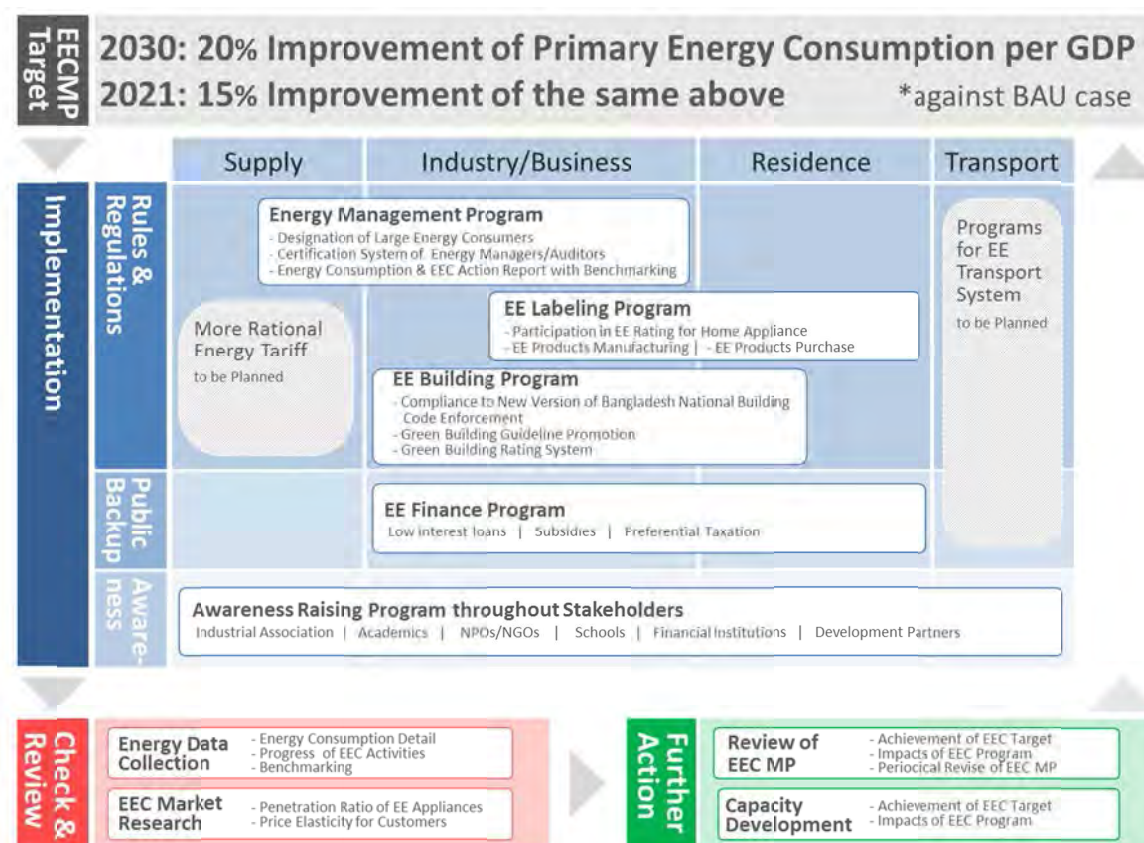 EECMP
Target
2030: 20% Improvement of Primary Energy Consumption per GDP
2021: 15% Improvement of the same above *against BAU case
Supply Industry/Business Residence Transport
Implementation
Rules &
Regulations
Energy Management Program
- Designation of Large Energy Consumers
- Certification System of Energy Managers/Auditors
- Energy Consumption & EEC Action Report with Benchmarking
EE Labeling Program
- Participation in EE Rating for Home Appliance
- EE Products Manufacturing | - EE Products Purchase
More Rational
Energy Tariff
to be Planned
EE Building Program
- Compliance to New Version of Bangladesh National Building
Code Enforcement
- Green Building Guideline Promotion
- Green Building Rating System
Programs
for EE
Transport
System
to be Planned
Public
Backup
EE Finance Program
Low interest loans | Subsidies | Preferential Taxation
Aware-
ness
Awareness Raising Program throughout Stakeholders
Industrial Association | Academics | NPOs/NGOs | Schools | Financial Institutions | Development Partners
Check &
Review
Energy Data
Collection
- Energy Consumption Detail
- Progress of EEC Activities
- Benchmarking
EEC Market
Research
- Penetration Ratio of EE Appliances
- Price Elasticity for Customers
Further
Action
Review of
EEC MP
- Achievement of EEC Target
- Impacts of EEC Program
- Periocical Revise of EEC MP
Capacity
Development
- Achievement of EEC Target
- Impacts of EEC Program